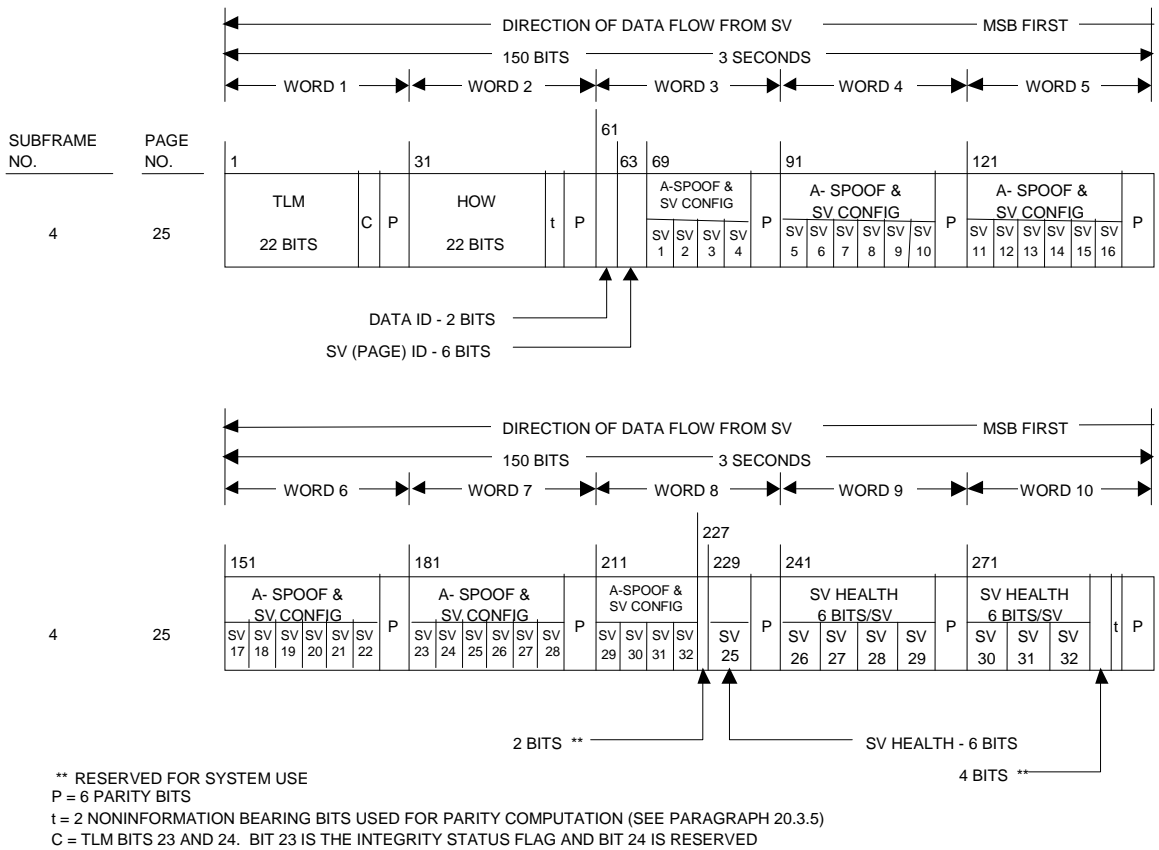 DIRECTION OF DATA FLOW FROM SV MSB FIRST
150 BITS 3 SECONDS
WORD 1 WORD 2 WORD 3 WORD 4 WORD 5
SUBFRAME NO.
PAGE NO.
61
1 31 63 69 91 121
4 25
TLM 22 BITS C P
HOW 22 BITS t P
A-SPOOF & SV CONFIG
SV 1 SV 2 SV 3 SV 4 P
A- SPOOF & SV CONFIG
SV 5 SV 6 SV 7 SV 8 SV 9 SV 10 P
A- SPOOF & SV CONFIG
SV 11 SV 12 SV 13 SV 14 SV 15 SV 16 P
DATA ID - 2 BITS
SV (PAGE) ID - 6 BITS
DIRECTION OF DATA FLOW FROM SV MSB FIRST
150 BITS 3 SECONDS
WORD 6 WORD 7 WORD 8 WORD 9 WORD 10
227
151 181 211 229 241 271
4 25
A- SPOOF & SV CONFIG
SV 17 SV 18 SV 19 SV 20 SV 21 SV 22 P
A- SPOOF & SV CONFIG
SV 23 SV 24 SV 25 SV 26 SV 27 SV 28 P
A-SPOOF & SV CONFIG
SV 29 SV 30 SV 31 SV 32
SV 25 P
SV HEALTH 6 BITS/SV
SV 26 SV 27 SV 28 SV 29 P
SV HEALTH 6 BITS/SV
SV 30 SV 31 SV 32 t P
2 BITS ** SV HEALTH - 6 BITS
4 BITS **
** RESERVED FOR SYSTEM USE
P = 6 PARITY BITS
t = 2 NONINFORMATION BEARING BITS USED FOR PARITY COMPUTATION (SEE PARAGRAPH 20.3.5)
C = TLM BITS 23 AND 24. BIT 23 IS THE INTEGRITY STATUS FLAG AND BIT 24 IS RESERVED